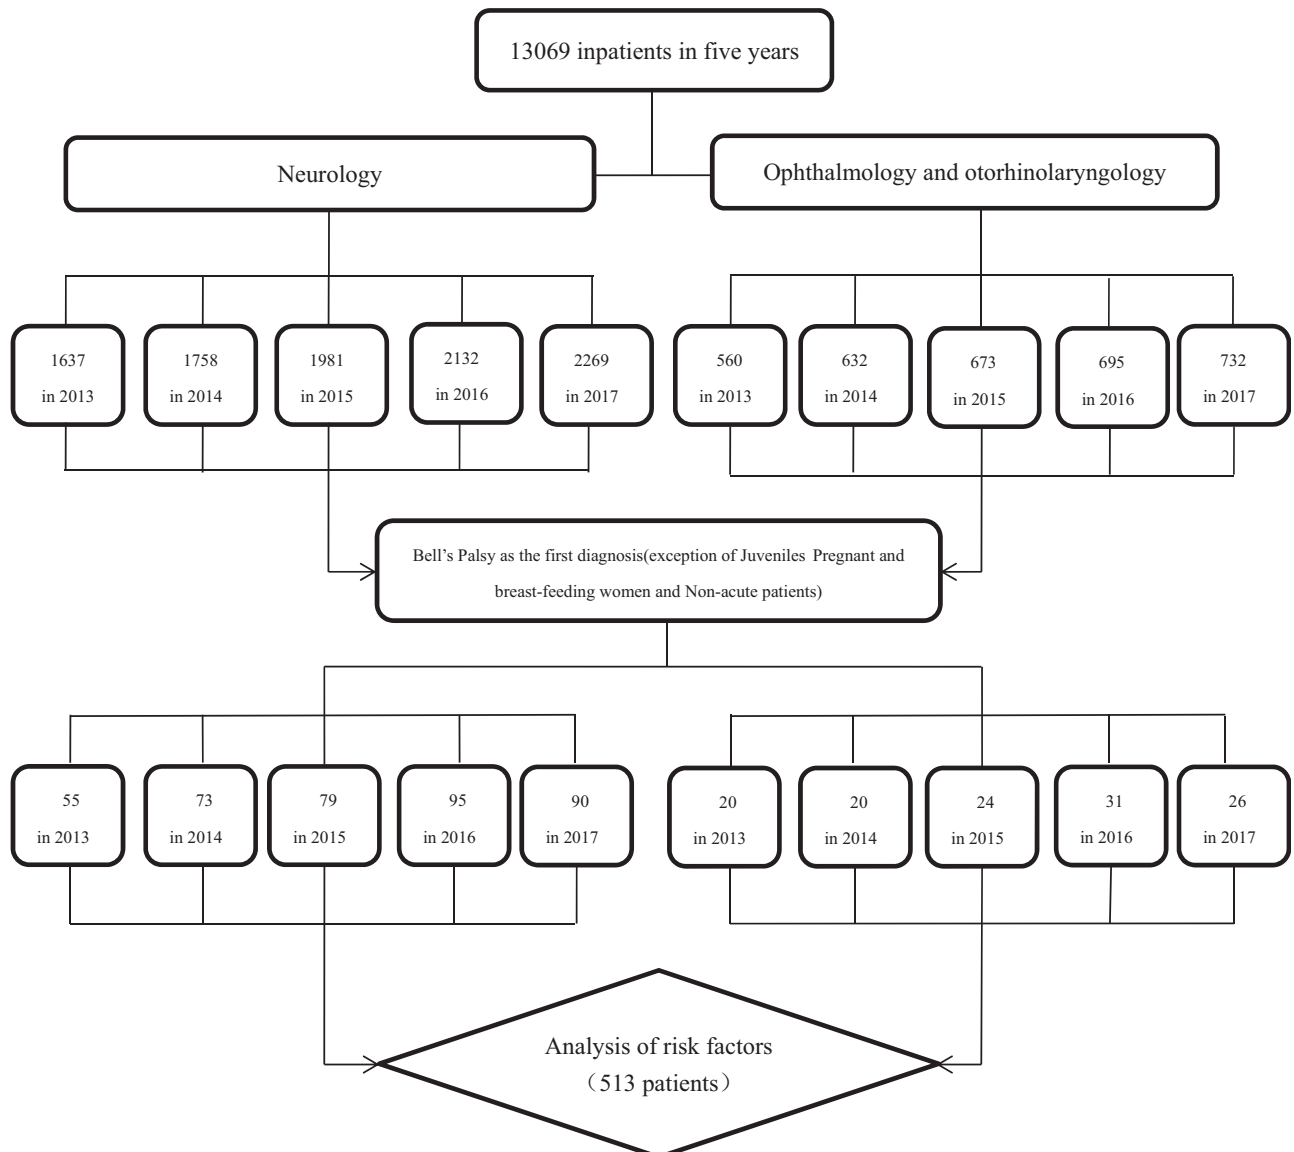 13069 inpatients in five years
Neurology
Ophthalmology and otorhinolaryngology
1637
in 2013
1758
in 2014
1981
in 2015
2132
in 2016
2269
in 2017
560
in 2013
632
in 2014
673
in 2015
695
in 2016
732
in 2017
Bell's Palsy as the first diagnosis(exception of Juveniles Pregnant and
breast-feeding women and Non-acute patients)
55
in 2013
73
in 2014
79
in 2015
95
in 2016
90
in 2017
20
in 2013
20
in 2014
24
in 2015
31
in 2016
26
in 2017
Analysis of risk factors
（513 patients）